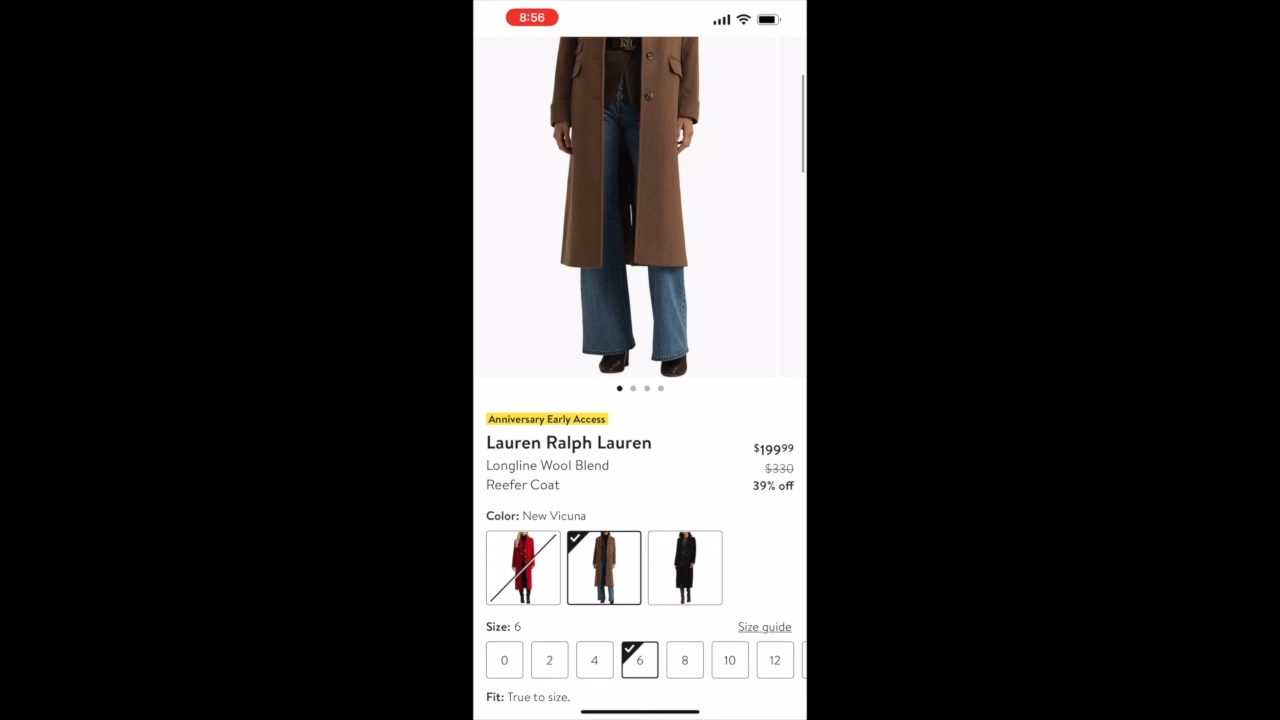 8:56
Anniversary Early Access
Lauren Ralph Lauren
$199.99
Longline Wool Blend
$330
Reefer Coat
39% off
Color: New Vicuna
Size: 6
Size guide
0 2 4 6 8 10 12
Fit: True to size.